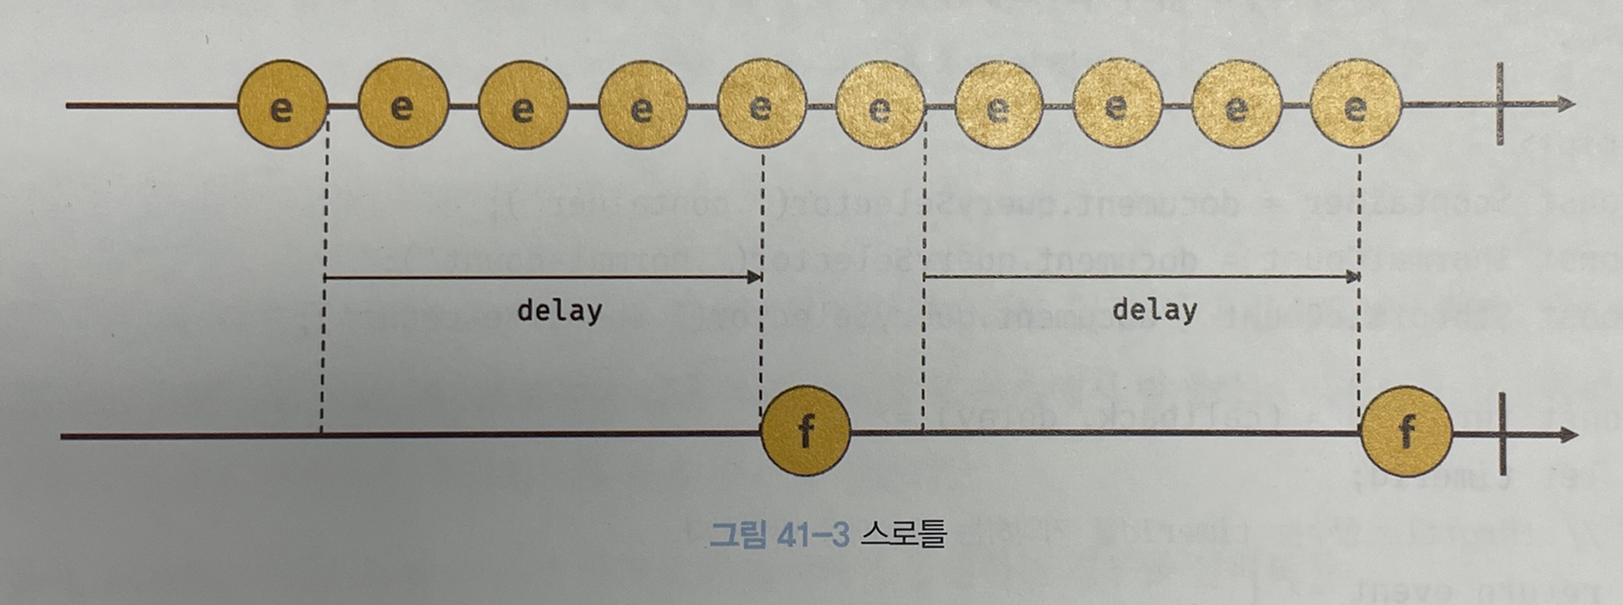 e e e e e e e e e e
delay delay
f f
그림 41-3 스로틀